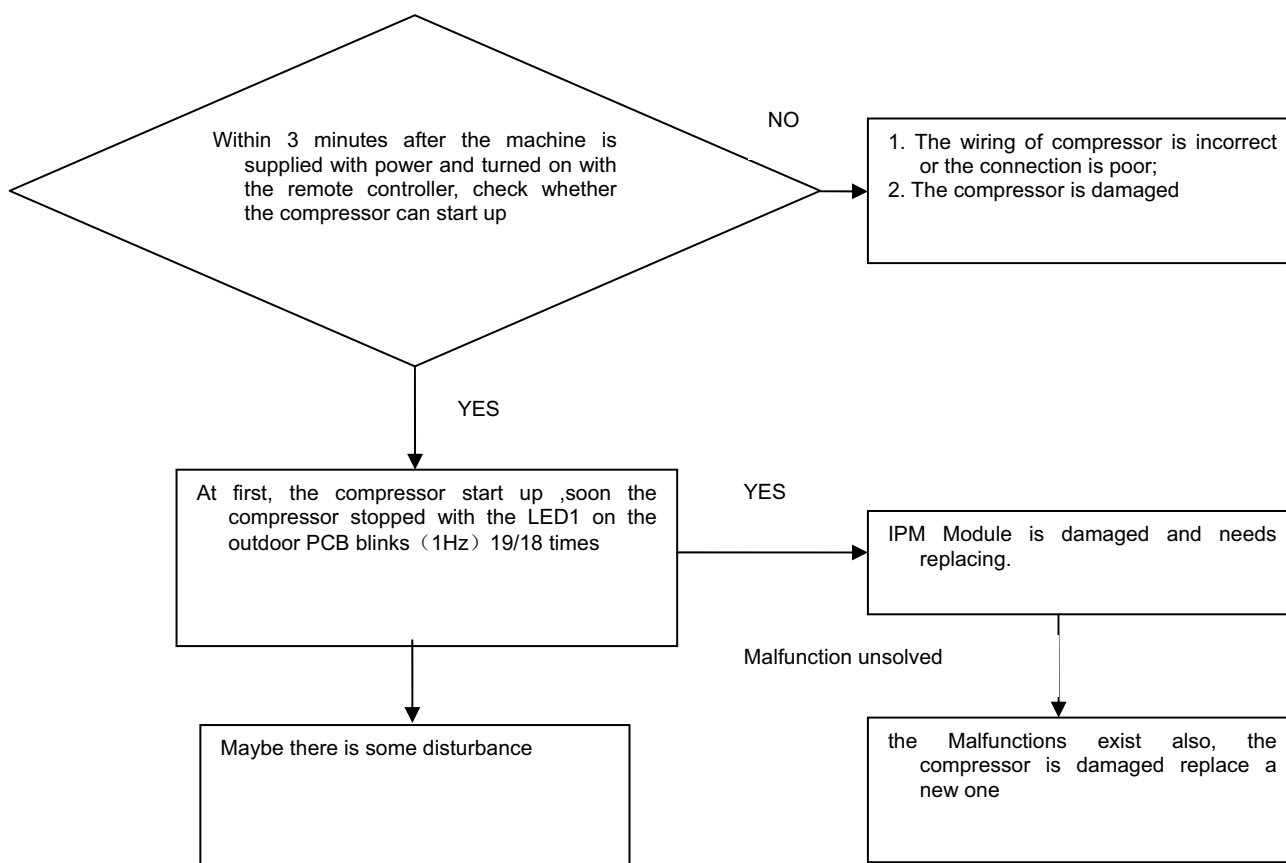 Within 3 minutes after the machine is
supplied with power and turned on with
the remote controller, check whether
the compressor can start up
NO
1. The wiring of compressor is incorrect
or the connection is poor;
2. The compressor is damaged
YES
At first, the compressor start up ,soon the
compressor stopped with the LED1 on the
outdoor PCB blinks（1Hz）19/18 times
YES
IPM Module is damaged and needs
replacing.
Malfunction unsolved
Maybe there is some disturbance
the Malfunctions exist also, the
compressor is damaged replace a
new one